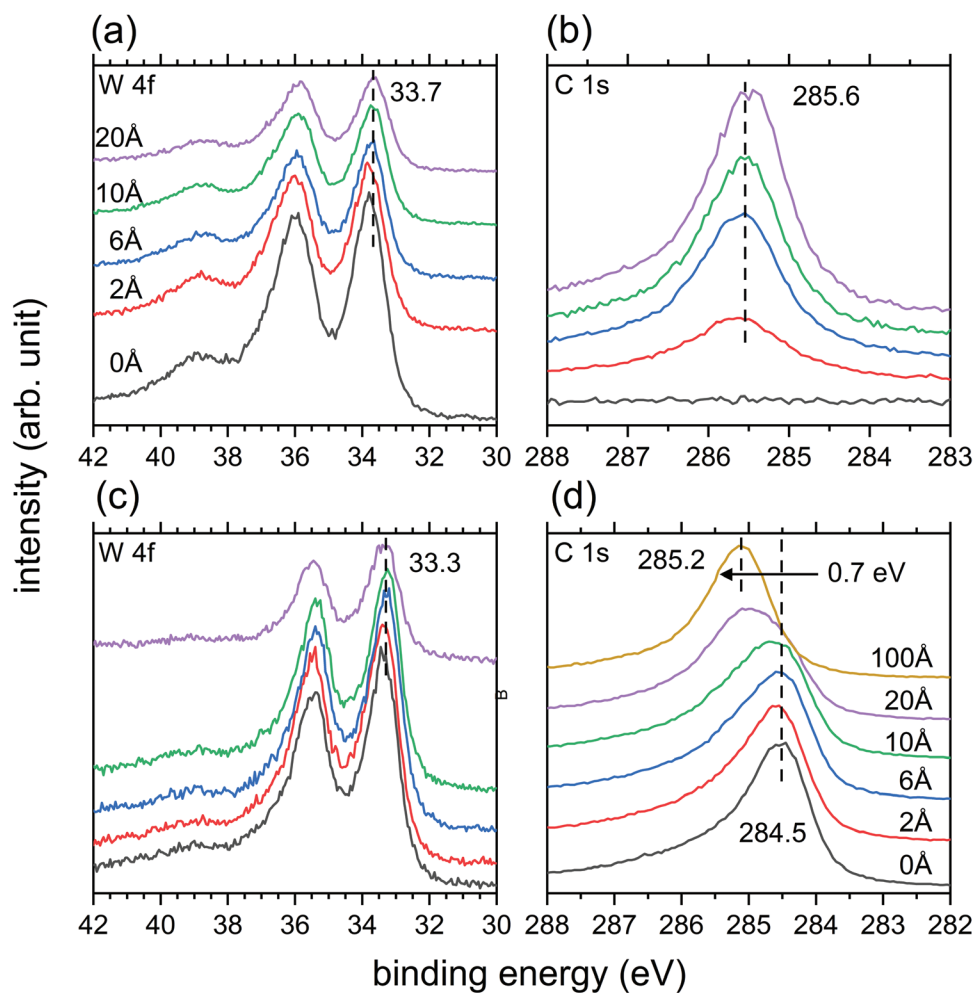 (a)
(b)
W 4f
33.7
20Å
10Å
6Å
2Å
0Å
42 40 38 36 34 32 30
C 1s
285.6
288 287 286 285 284 283
(c)
(d)
W 4f
33.3
B
42 40 38 36 34 32 30
C 1s
285.2
0.7 eV
100Å
20Å
10Å
6Å
2Å
284.5
0Å
288 287 286 285 284 283 282
intensity (arb. unit)
binding energy (eV)